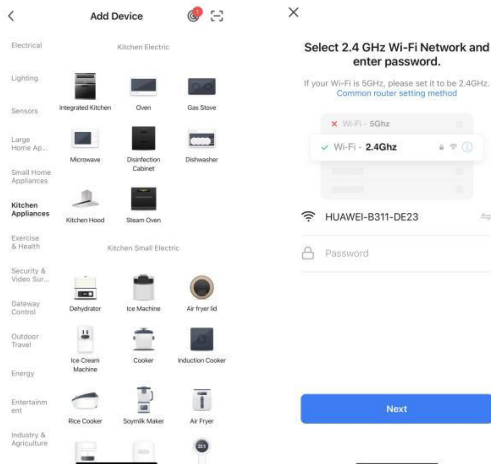 Add Device
Electrical
Lighting
Sensors
Large
Home Ap...
Small Home
Appliances
Kitchen
Appliances
Exercise
& Health
Security &
Video Sur...
Gateway
Control
Outdoor
Travel
Energy
Entertainm
ent
Industry &
Agriculture
Kitchen Electric
Integrated Kitchen
Oven
Gas Stove
Microwave
Disinfection
Cabinet
Dishwasher
Kitchen Hood
Steam Oven
Kitchen Small Electric
Dehydrator
Ice Machine
Air fryer lid
Ice Cream
Machine
Cooker
Induction Cooker
Rice Cooker
Soymilk Maker
Air Fryer
Select 2.4 GHz Wi-Fi Network and
enter password.
If your Wi-Fi is 5GHz, please set it to be 2.4GHz.
Common router setting method
Wi-Fi - 5Ghz
Wi-Fi - 2.4Ghz
HUAWEI-B311-DE23
Password
Next